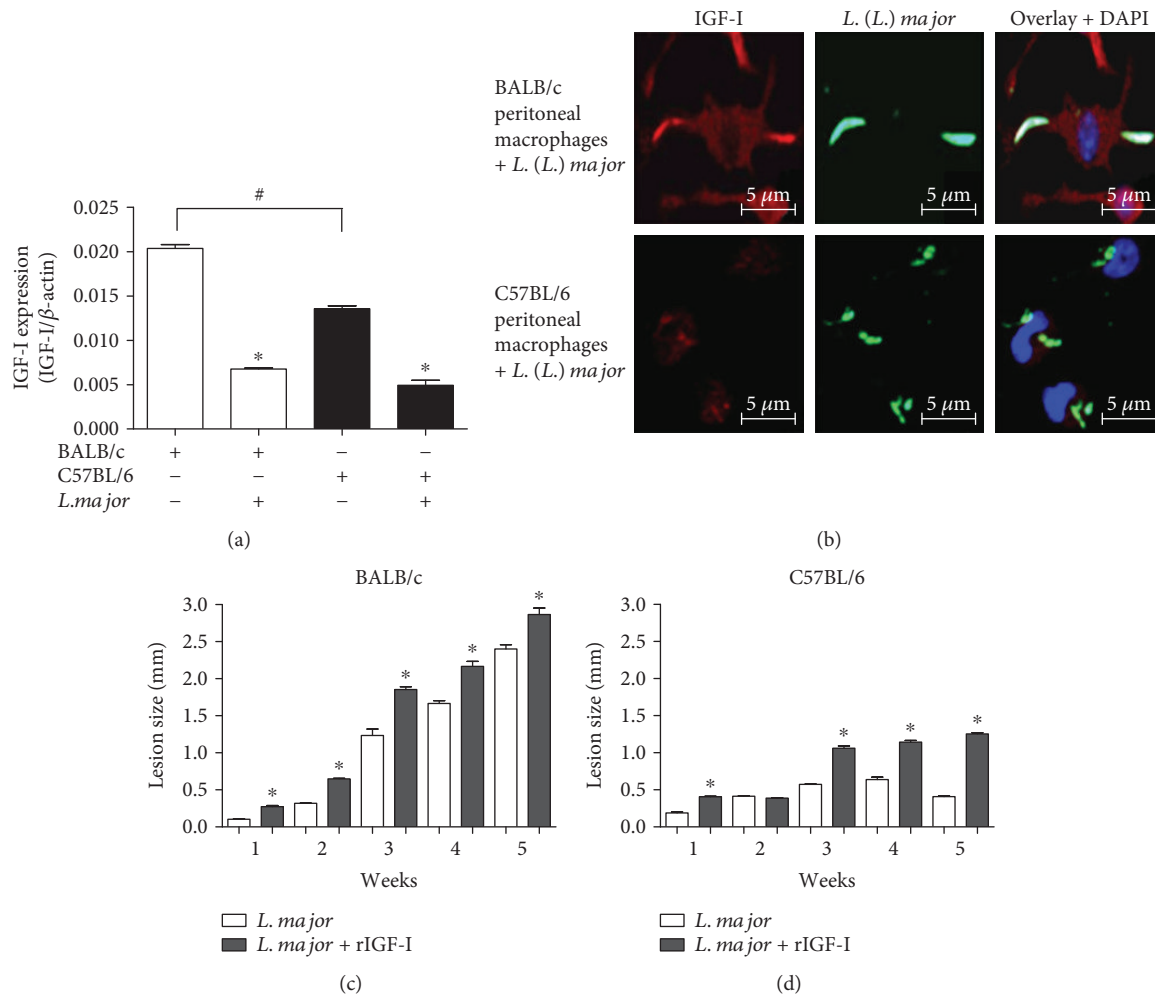 IGF-I
L. (L.) major
Overlay + DAPI
BALB/c
peritoneal
macrophages
+ L. (L.) major
5 μm
5 μm
5 μm
C57BL/6
peritoneal
macrophages
+ L. (L.) major
5 μm
5 μm
5 μm
(b)
#
0.025
0.020
0.015
0.010
0.005
0.000
IGF-I expression
(IGF-I/β-actin)
*
*
BALB/c + + − −
C57BL/6 − − + +
L.major − + − +
(a)
BALB/c
3.0
2.5
2.0
1.5
1.0
0.5
0.0
Lesion size (mm)
* * * * *
1 2 3 4 5
Weeks
L. major
L. major + rIGF-I
(c)
C57BL/6
3.0
2.5
2.0
1.5
1.0
0.5
0.0
Lesion size (mm)
* * * *
1 2 3 4 5
Weeks
L. major
L. major + rIGF-I
(d)